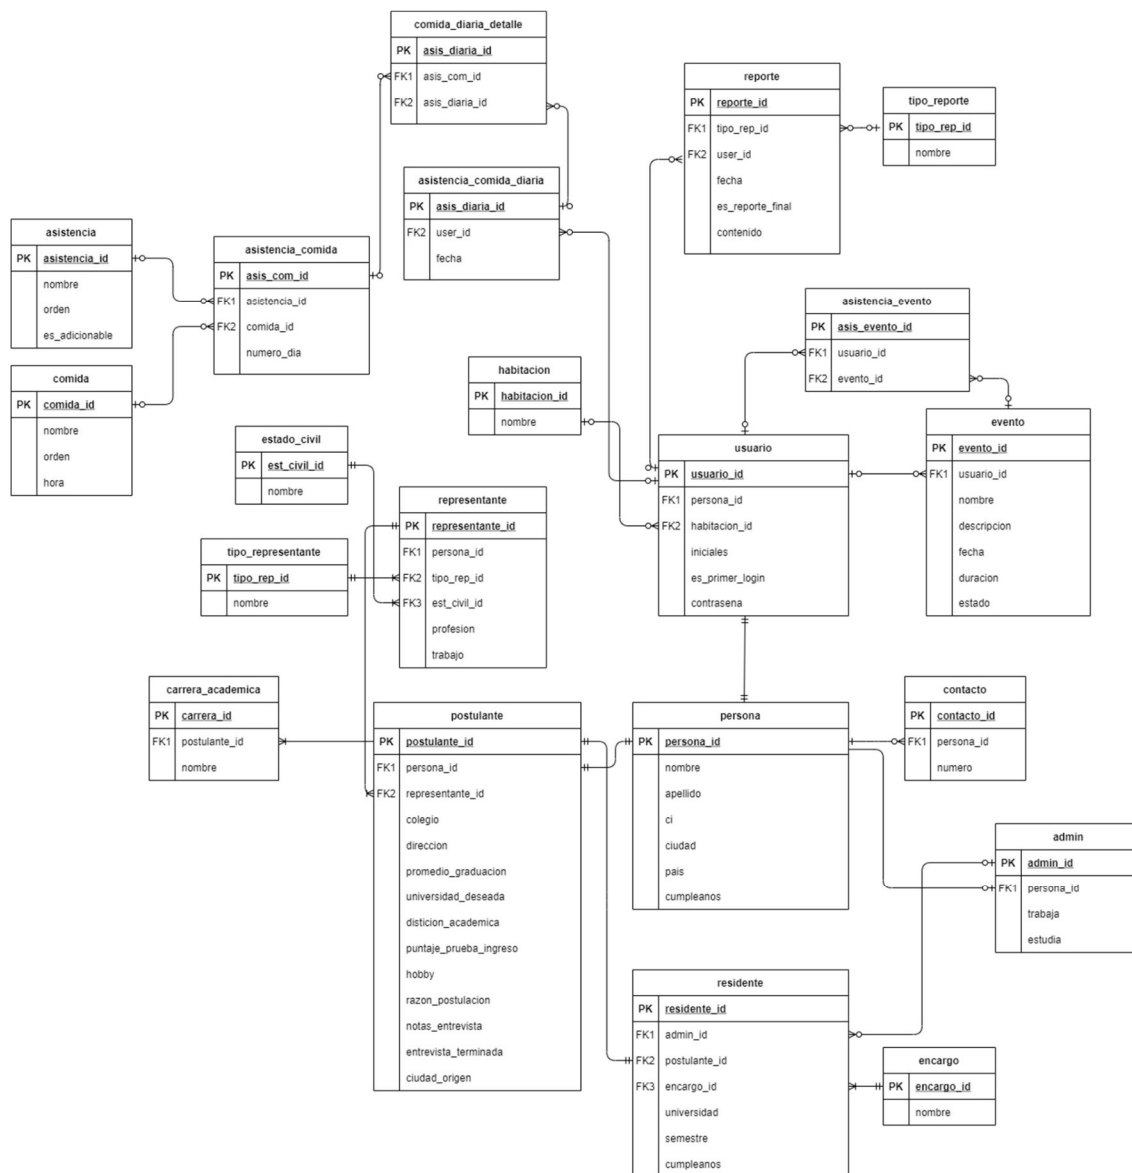 comida_diaria_detalle
PK asis_diaria_id
FK1 asis_com_id
FK2 asis_diaria_id
reporte
PK reporte_id
FK1 tipo_rep_id
FK2 user_id
fecha
es_reporte_final
contenido
tipo_reporte
PK tipo_rep_id
nombre
asistencia_comida_diaria
PK asis_diaria_id
FK2 user_id
fecha
asistencia
PK asistencia_id
nombre
orden
es_adicionable
asistencia_comida
PK asis_com_id
FK1 asistencia_id
FK2 comida_id
numero_dia
asistencia_evento
PK asis_evento_id
FK1 usuario_id
FK2 evento_id
comida
PK comida_id
nombre
orden
hora
habitacion
PK habitacion_id
nombre
evento
PK evento_id
FK1 usuario_id
nombre
descripcion
fecha
duracion
estado
estado_civil
PK est_civil_id
nombre
usuario
PK usuario_id
FK1 persona_id
FK2 habitacion_id
iniciales
es_primer_login
contrasena
representante
PK representante_id
FK1 persona_id
FK2 tipo_rep_id
FK3 est_civil_id
profesion
trabajo
tipo_representante
PK tipo_rep_id
nombre
carrera_academica
PK carrera_id
FK1 postulante_id
nombre
postulante
PK postulante_id
FK1 persona_id
FK2 representante_id
colegio
direccion
promedio_graduacion
universidad_deseada
disticion_academica
puntaje_prueba_ingreso
hobby
razon_postulacion
notas_entrevista
entrevista_terminada
ciudad_origen
persona
PK persona_id
nombre
apellido
ci
ciudad
pais
cumpleanos
contacto
PK contacto_id
FK1 persona_id
numero
admin
PK admin_id
FK1 persona_id
trabaja
estudia
residente
PK residente_id
FK1 admin_id
FK2 postulante_id
FK3 encargo_id
universidad
semestre
cumpleanos
encargo
PK encargo_id
nombre